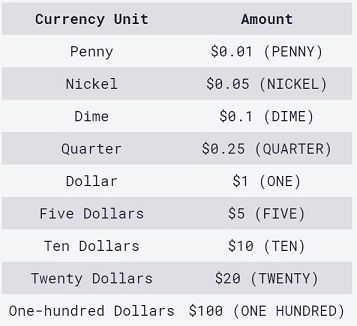 Currency Unit Amount
Penny $0.01 (PENNY)
Nickel $0.05 (NICKEL)
Dime $0.1 (DIME)
Quarter $0.25 (QUARTER)
Dollar $1 (ONE)
Five Dollars $5 (FIVE)
Ten Dollars $10 (TEN)
Twenty Dollars $20 (TWENTY)
One-hundred Dollars $100 (ONE HUNDRED)